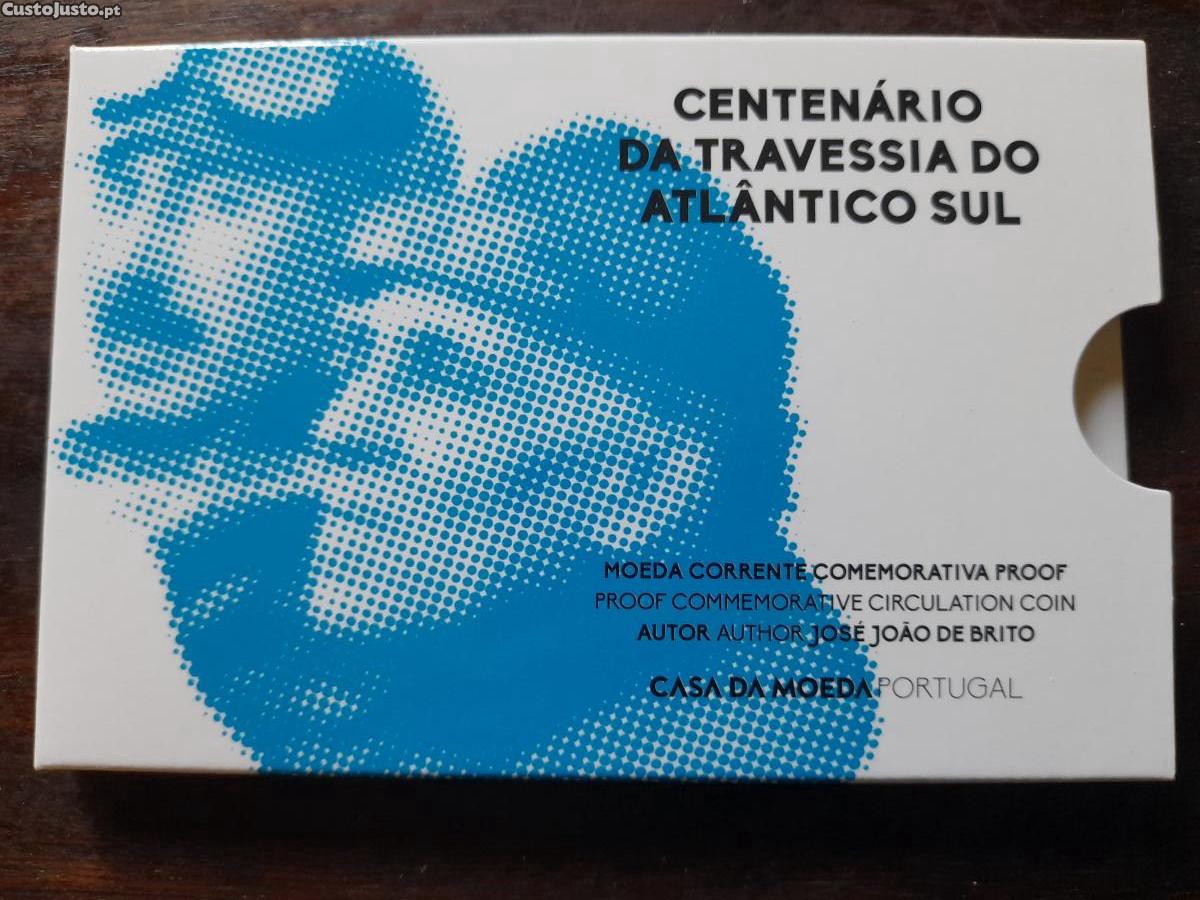 CustoJusto.pt
CENTENÁRIO
DA TRAVESSIA DO
ATLÂNTICO SUL
MOEDA CORRENTE COMEMORATIVA PROOF
PROOF COMMEMORATIVE CIRCULATION COIN
AUTOR AUTHOR JOSÉ JOÃO DE BRITO
CASA DA MOEDA PORTUGAL